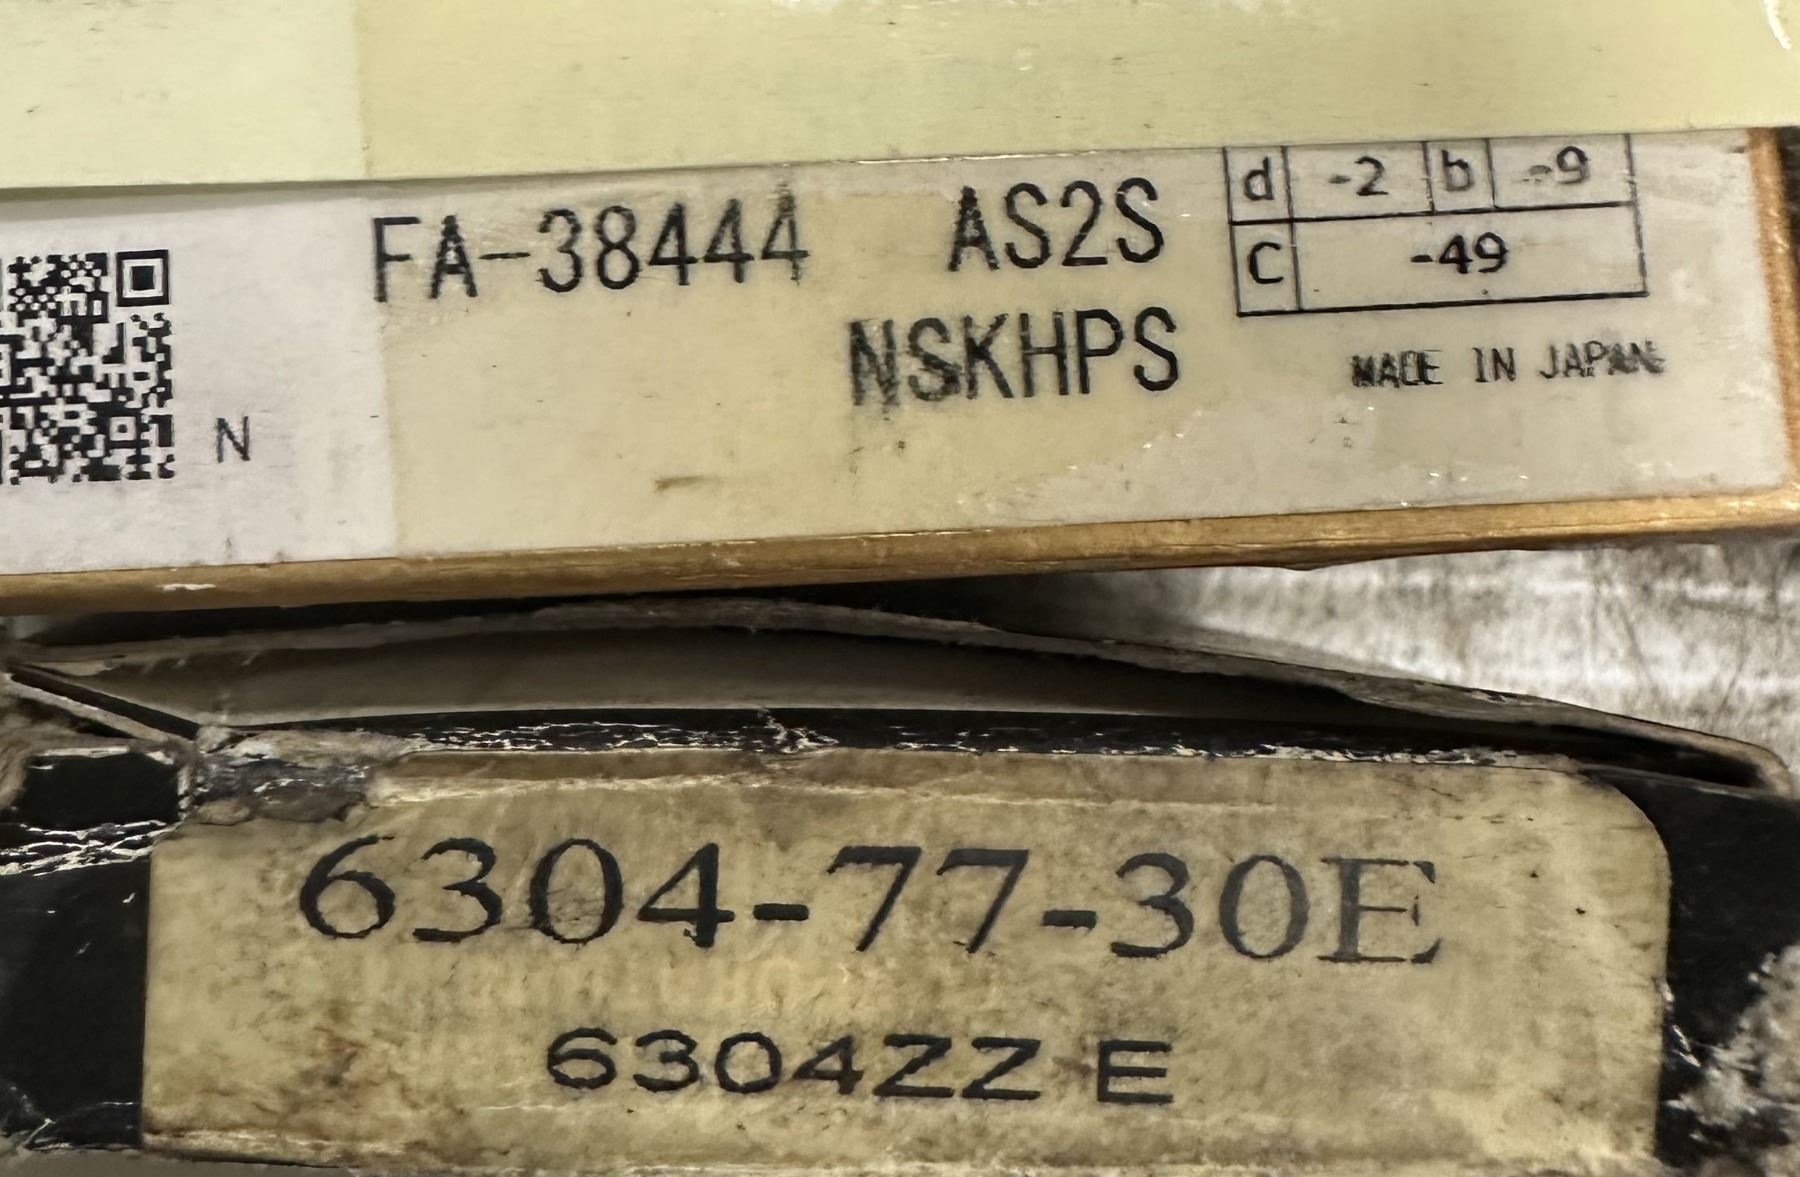 d -2 b -9
FA-38444 AS2S
C -49
NSKHPS
MADE IN JAPAN
N
6304-77-30E
6304ZZ E